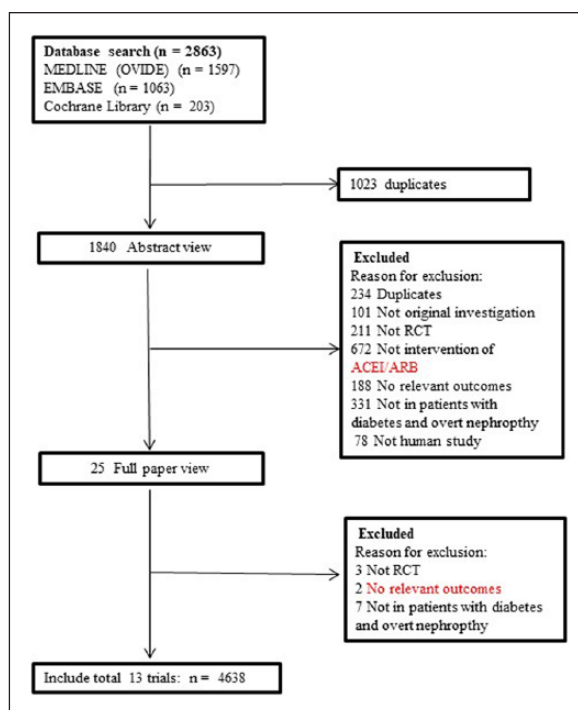 Database search (n = 2863)
MEDLINE (OVIDE) (n = 1597)
EMBASE (n = 1063)
Cochrane Library (n = 203)
1023 duplicates
1840 Abstract view
Excluded
Reason for exclusion:
234 Duplicates
101 Not original investigation
211 Not RCT
672 Not intervention of
ACEI/ARB
188 No relevant outcomes
331 Not in patients with
diabetes and overt nephropthy
78 Not human study
25 Full paper view
Excluded
Reason for exclusion:
3 Not RCT
2 No relevant outcomes
7 Not in patients with diabetes
and overt nephropthy
Include total 13 trials: n = 4638